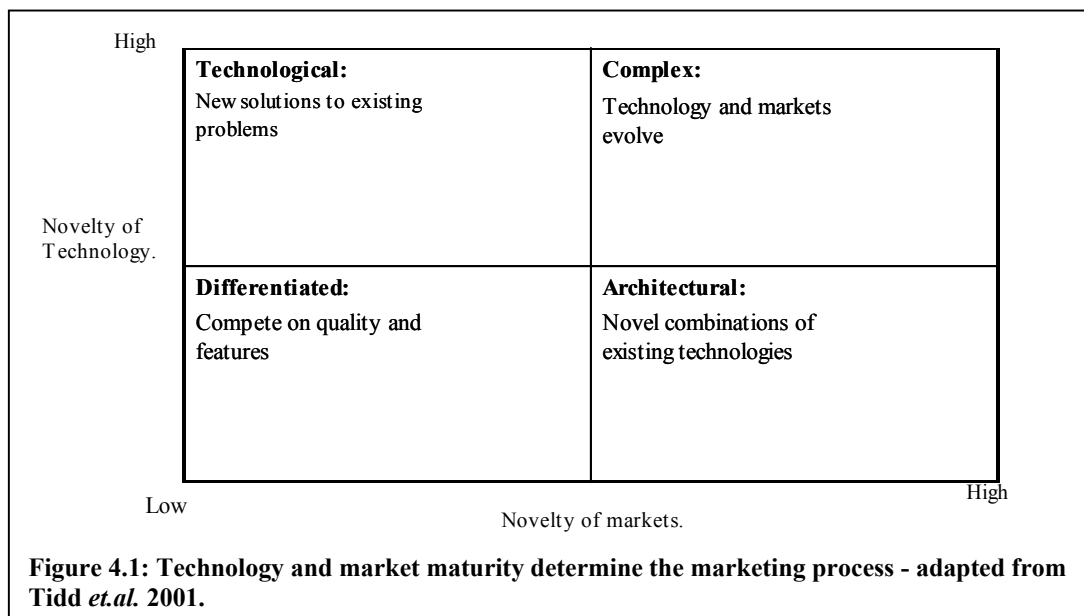 High
Technological:
New solutions to existing
problems
Complex:
Technology and markets
evolve
Novelty of
Technology.
Differentiated:
Compete on quality and
features
Architectural:
Novel combinations of
existing technologies
Low
High
Novelty of markets.
Figure 4.1: Technology and market maturity determine the marketing process - adapted from
Tidd et.al. 2001.